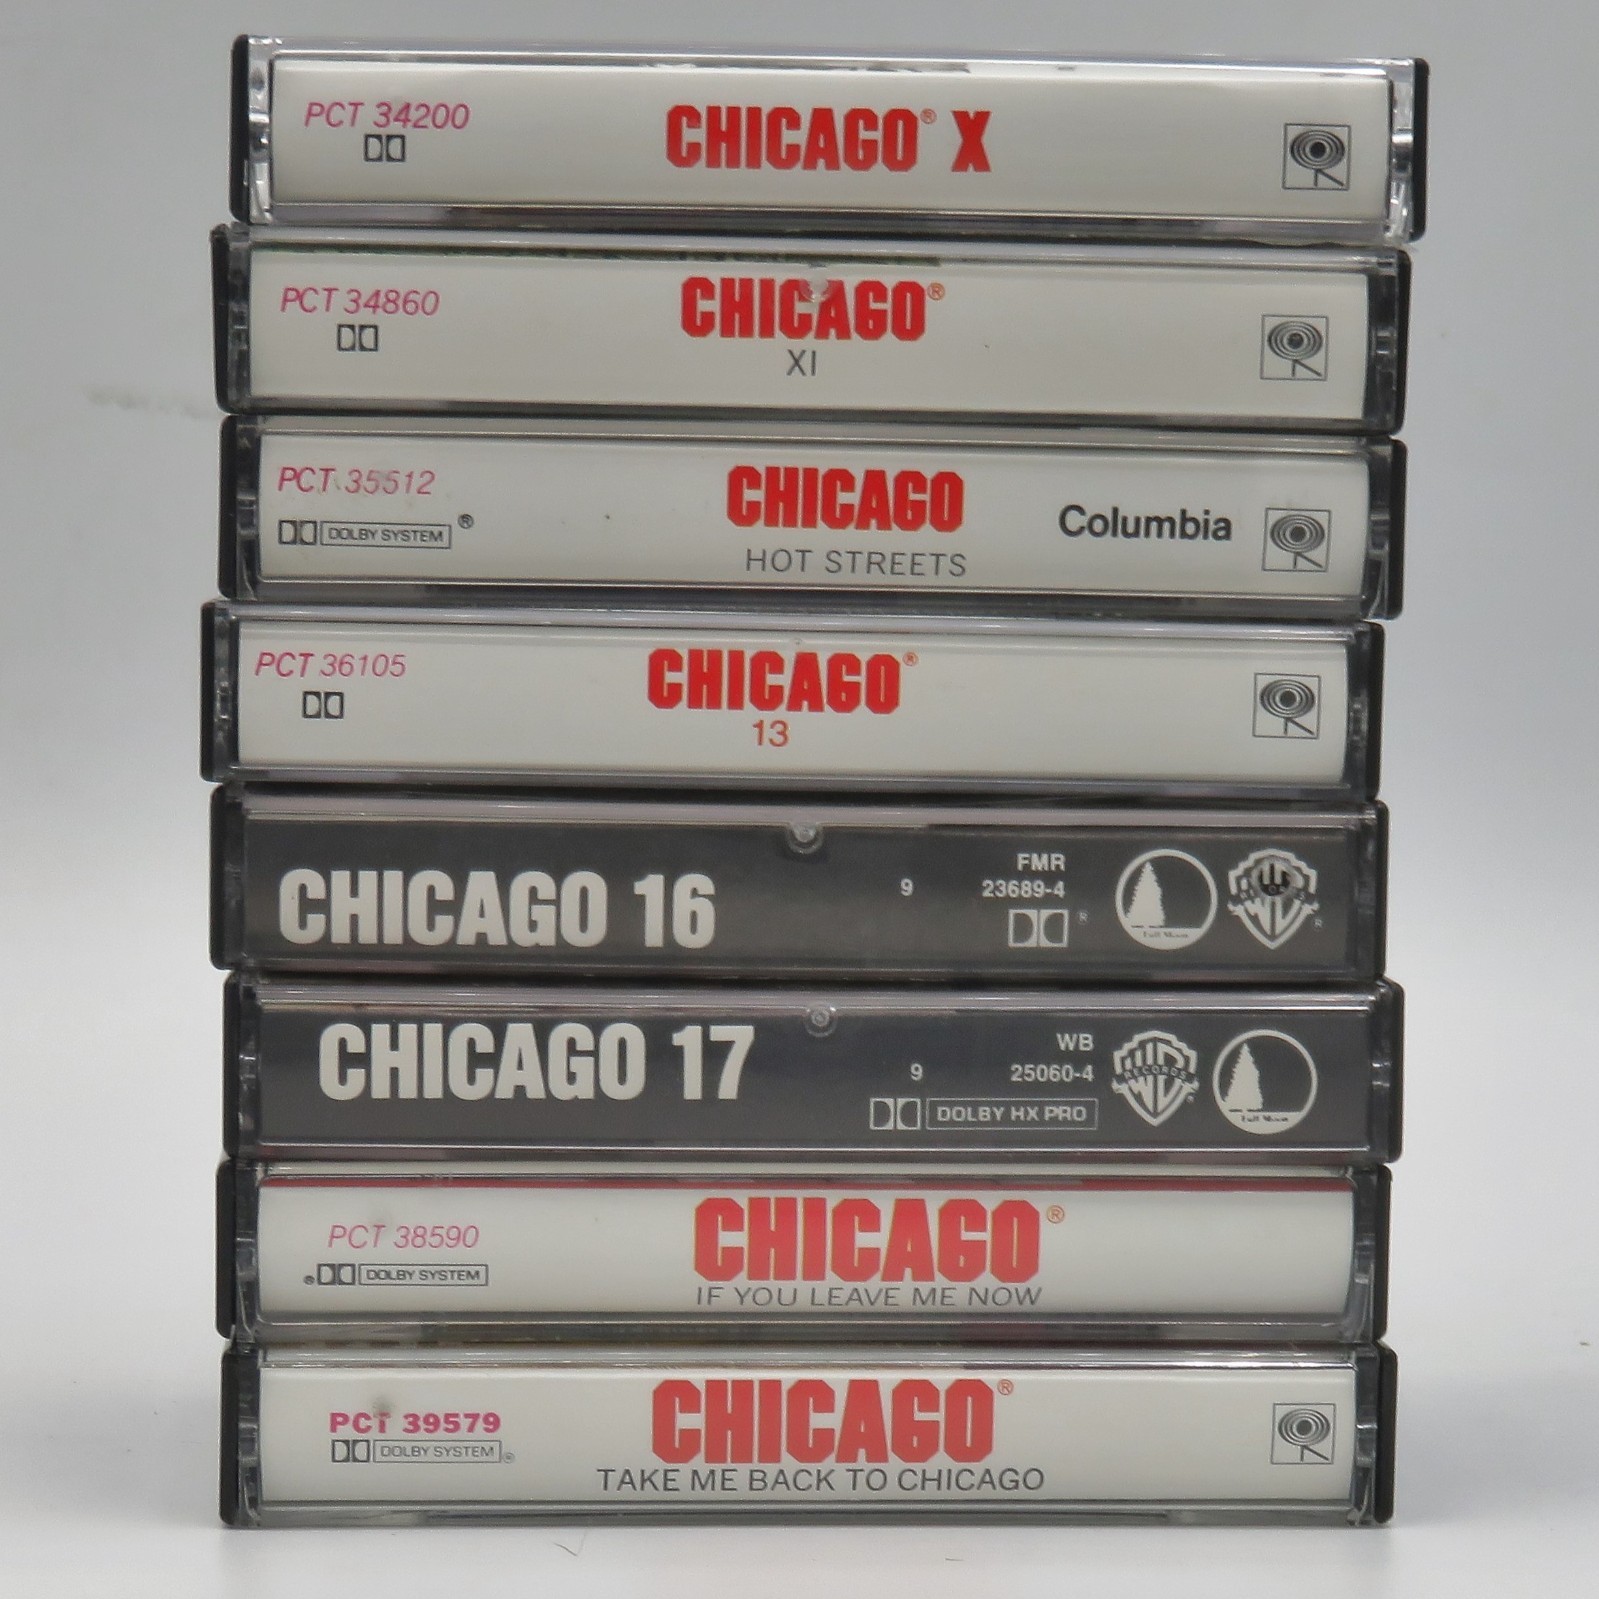 PCT 34200
CHICAGO® X
PCT 34860
CHICAGO®
XI
PCT 35512
DOLBY SYSTEM ®
CHICAGO
HOT STREETS
Columbia
PCT 36105
CHICAGO®
13
CHICAGO 16
9
FMR
23689-4
®
CHICAGO 17
9
WB
25060-4
DOLBY HX PRO
RECORDS
PCT 38590
® DOLBY SYSTEM
CHICAGO®
IF YOU LEAVE ME NOW
PCT 39579
DOLBY SYSTEM ®
CHICAGO®
TAKE ME BACK TO CHICAGO